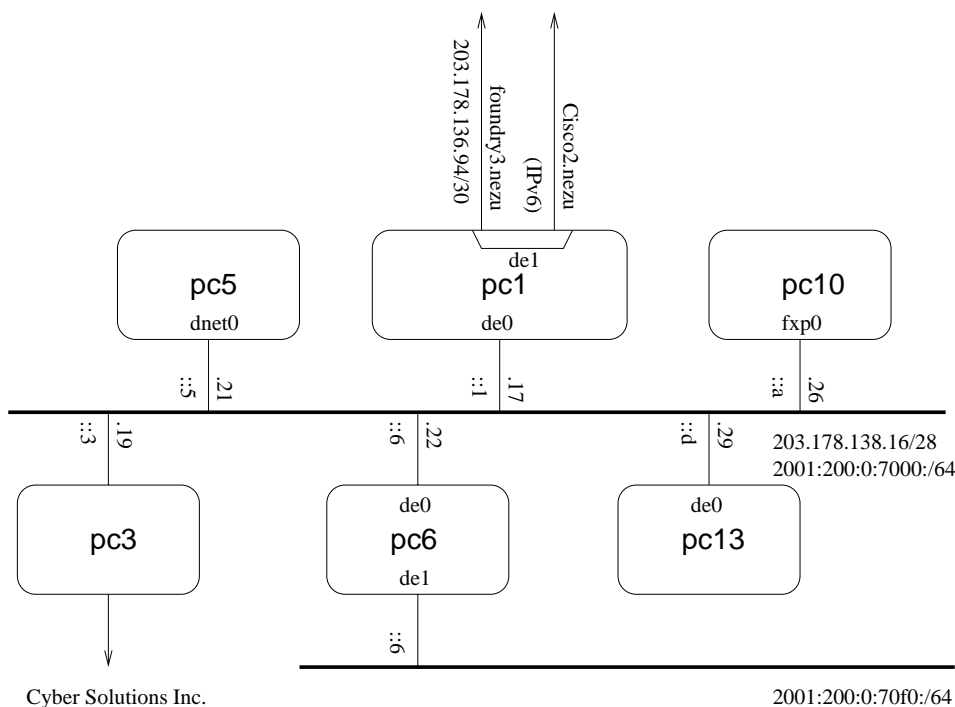 203.178.136.94/30
foundry3.nezu
(IPv6)
Cisco2.nezu
de1
pc5
pc1
pc10
dnet0
de0
fxp0
::5
.21
::1
.17
::a
.26
::3
.19
::6
.22
::d
.29
203.178.138.16/28
2001:200:0:7000:/64
de0
de0
pc3
pc6
pc13
de1
::6
Cyber Solutions Inc.
2001:200:0:70f0:/64